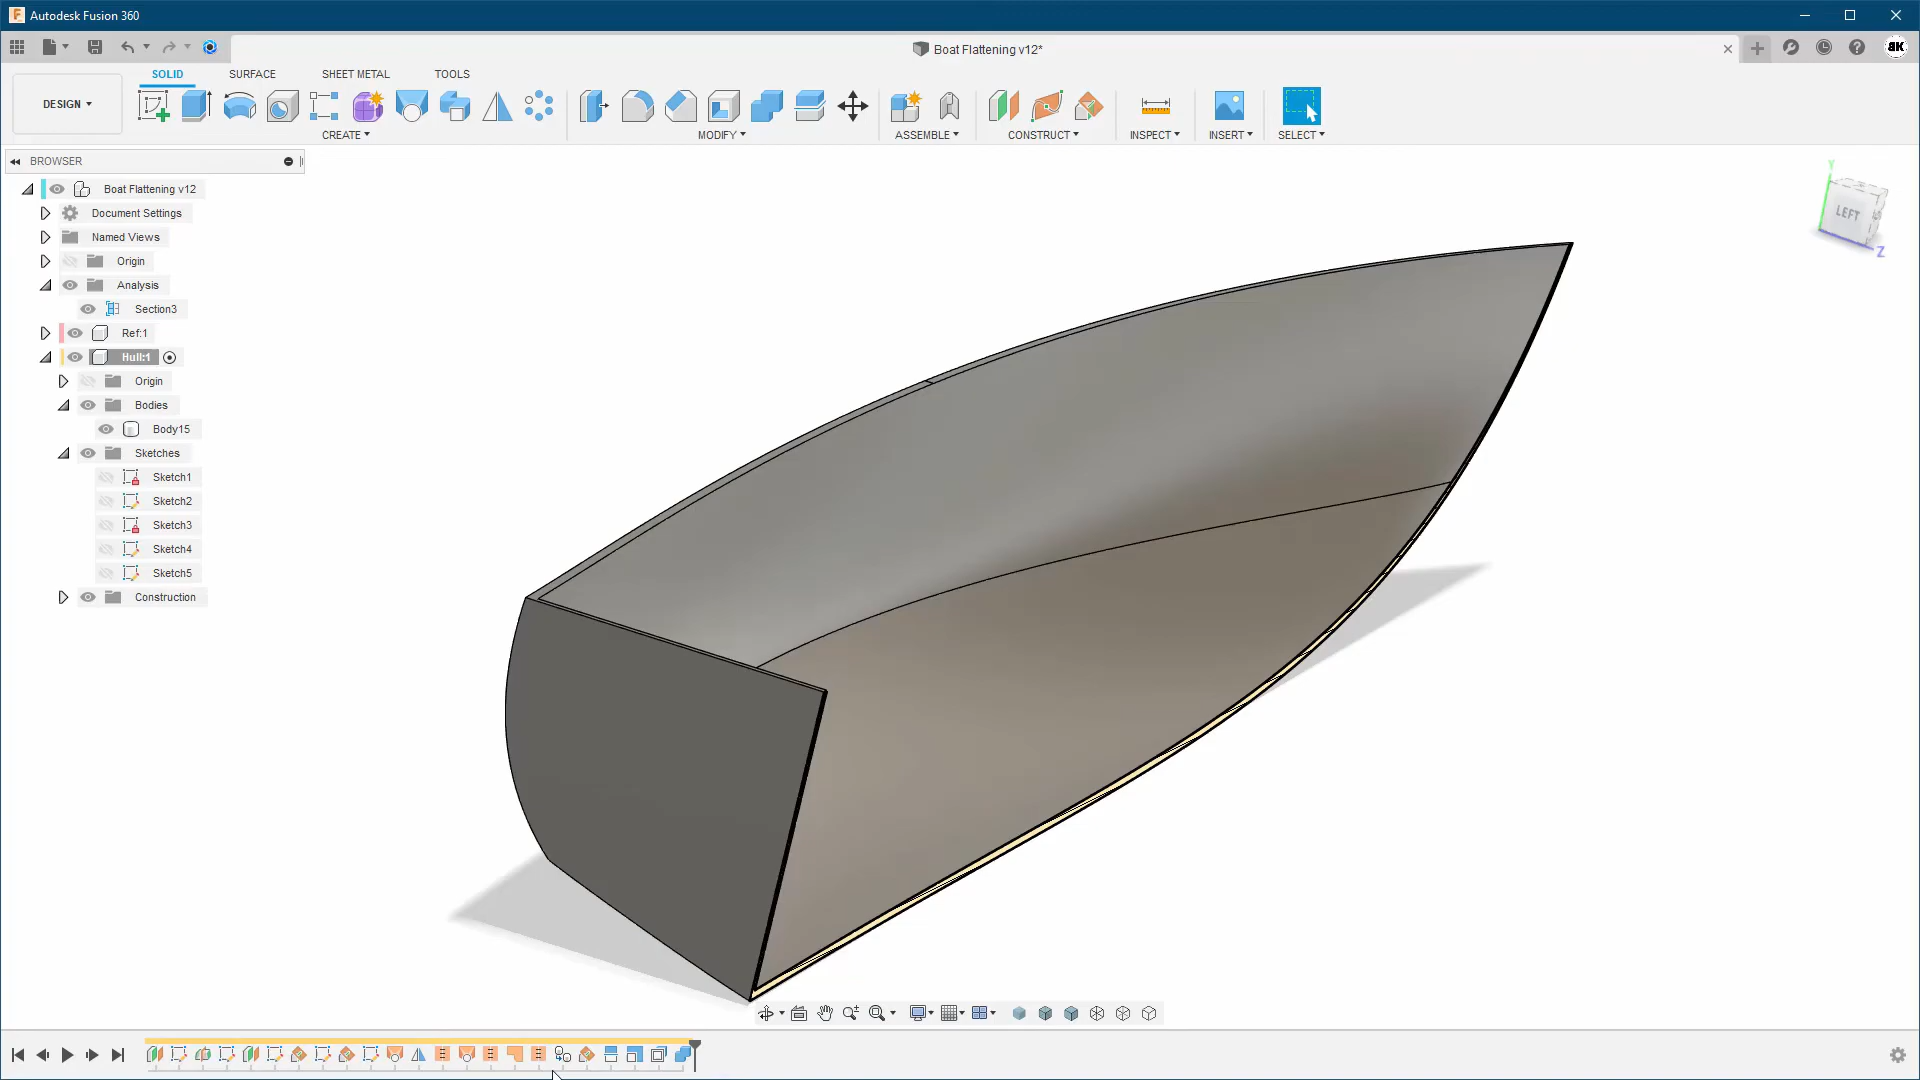 Autodesk Fusion 360
Boat Flattening v12*
BK
SOLID
SURFACE
SHEET METAL
TOOLS
DESIGN
CREATE
MODIFY
ASSEMBLE
CONSTRUCT
INSPECT
INSERT
SELECT
BROWSER
Boat Flattening v12
Document Settings
Named Views
Origin
Analysis
Section3
Ref:1
Hull:1
Origin
Bodies
Body15
Sketches
Sketch1
Sketch2
Sketch3
Sketch4
Sketch5
Construction
Y
LEFT
Z